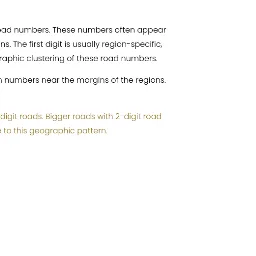 oad numbers. These numbers often appear
ns. The first digit is usually region-specific,
raphic clustering of these road numbers.
n numbers near the margins of the regions.
digit roads. Bigger roads with 2 digit road
to this geographic pattern.